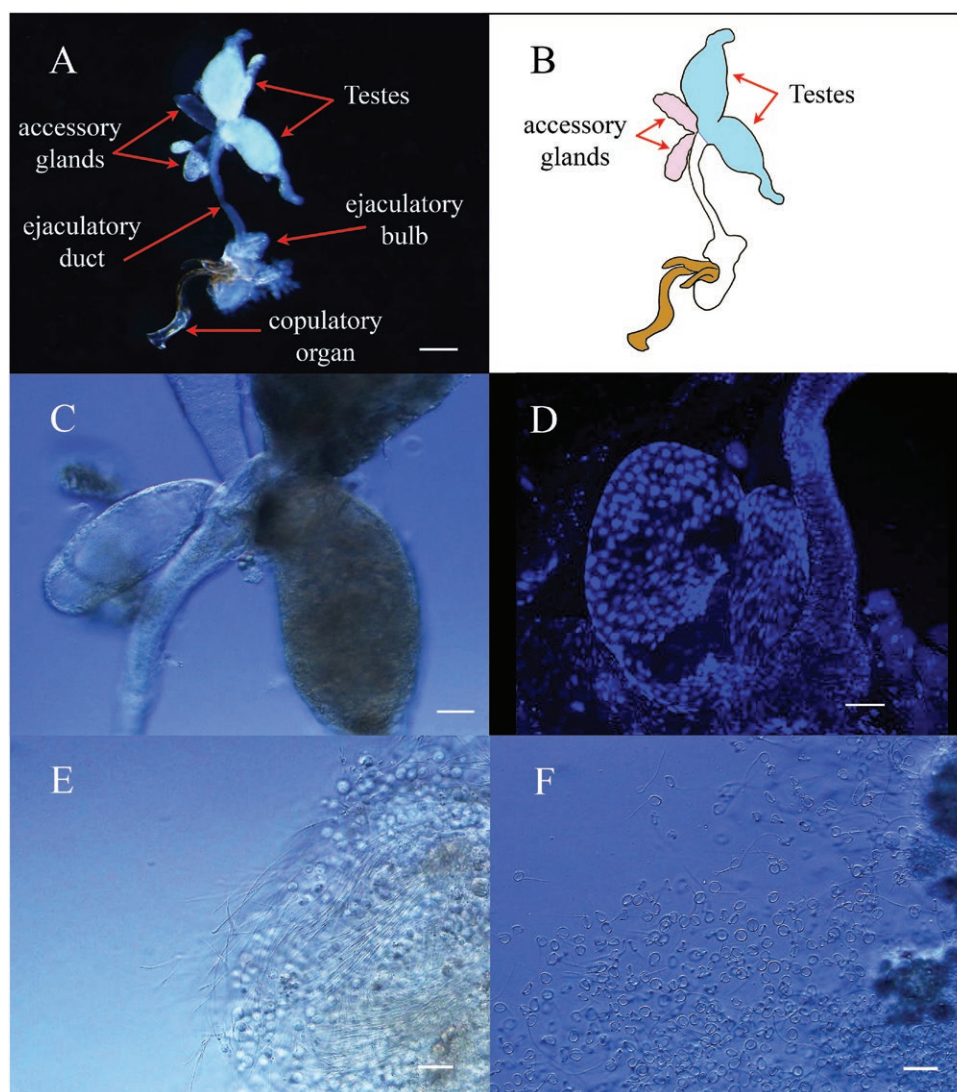 A
Testes
accessory
glands
ejaculatory
duct
ejaculatory
bulb
copulatory
organ
B
Testes
accessory
glands
C
D
E
F